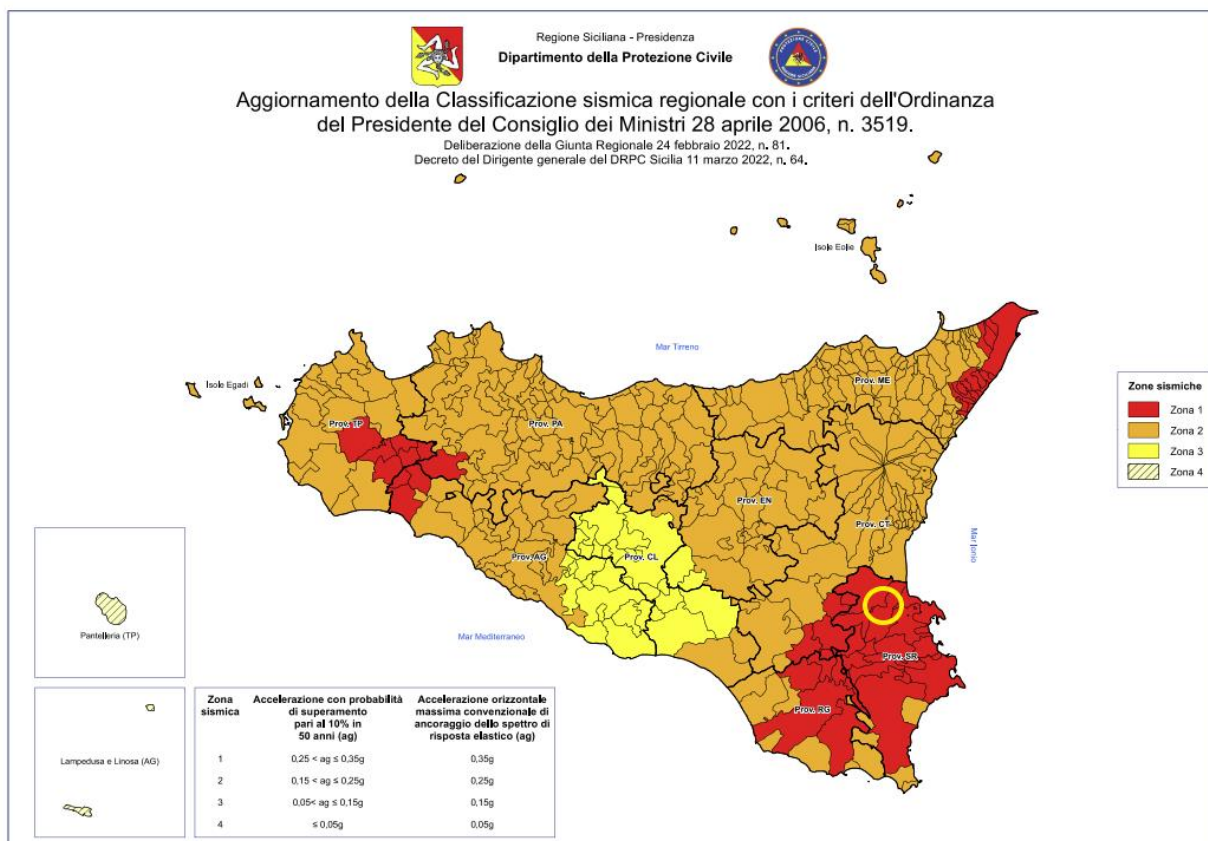 Regione Siciliana - Presidenza
Dipartimento della Protezione Civile
Aggiornamento della Classificazione sismica regionale con i criteri dell'Ordinanza
del Presidente del Consiglio dei Ministri 28 aprile 2006, n. 3519.
Deliberazione della Giunta Regionale 24 febbraio 2022, n. 81.
Decreto del Dirigente generale del DRPC Sicilia 11 marzo 2022, n. 64.
Isole Eolie
Mar Tirreno
Isole Egadi
Prov. ME
Prov. TP
Prov. PA
Zone sismiche
Zona 1
Zona 2
Zona 3
Zona 4
Prov. EN
Prov. CT
Mar Jonio
Prov. AG
Prov. CL
Pantelleria (TP)
Mar Mediterraneo
Prov. SR
Prov. RG
Lampedusa e Linosa (AG)
Zona sismica
Accelerazione con probabilità di superamento pari al 10% in 50 anni (ag)
Accelerazione orizzontale massima convenzionale di ancoraggio dello spettro di risposta elastico (ag)
1 0,25 < ag ≤ 0,35g 0,35g
2 0,15 < ag ≤ 0,25g 0,25g
3 0,05< ag ≤ 0,15g 0,15g
4 ≤ 0,05g 0,05g